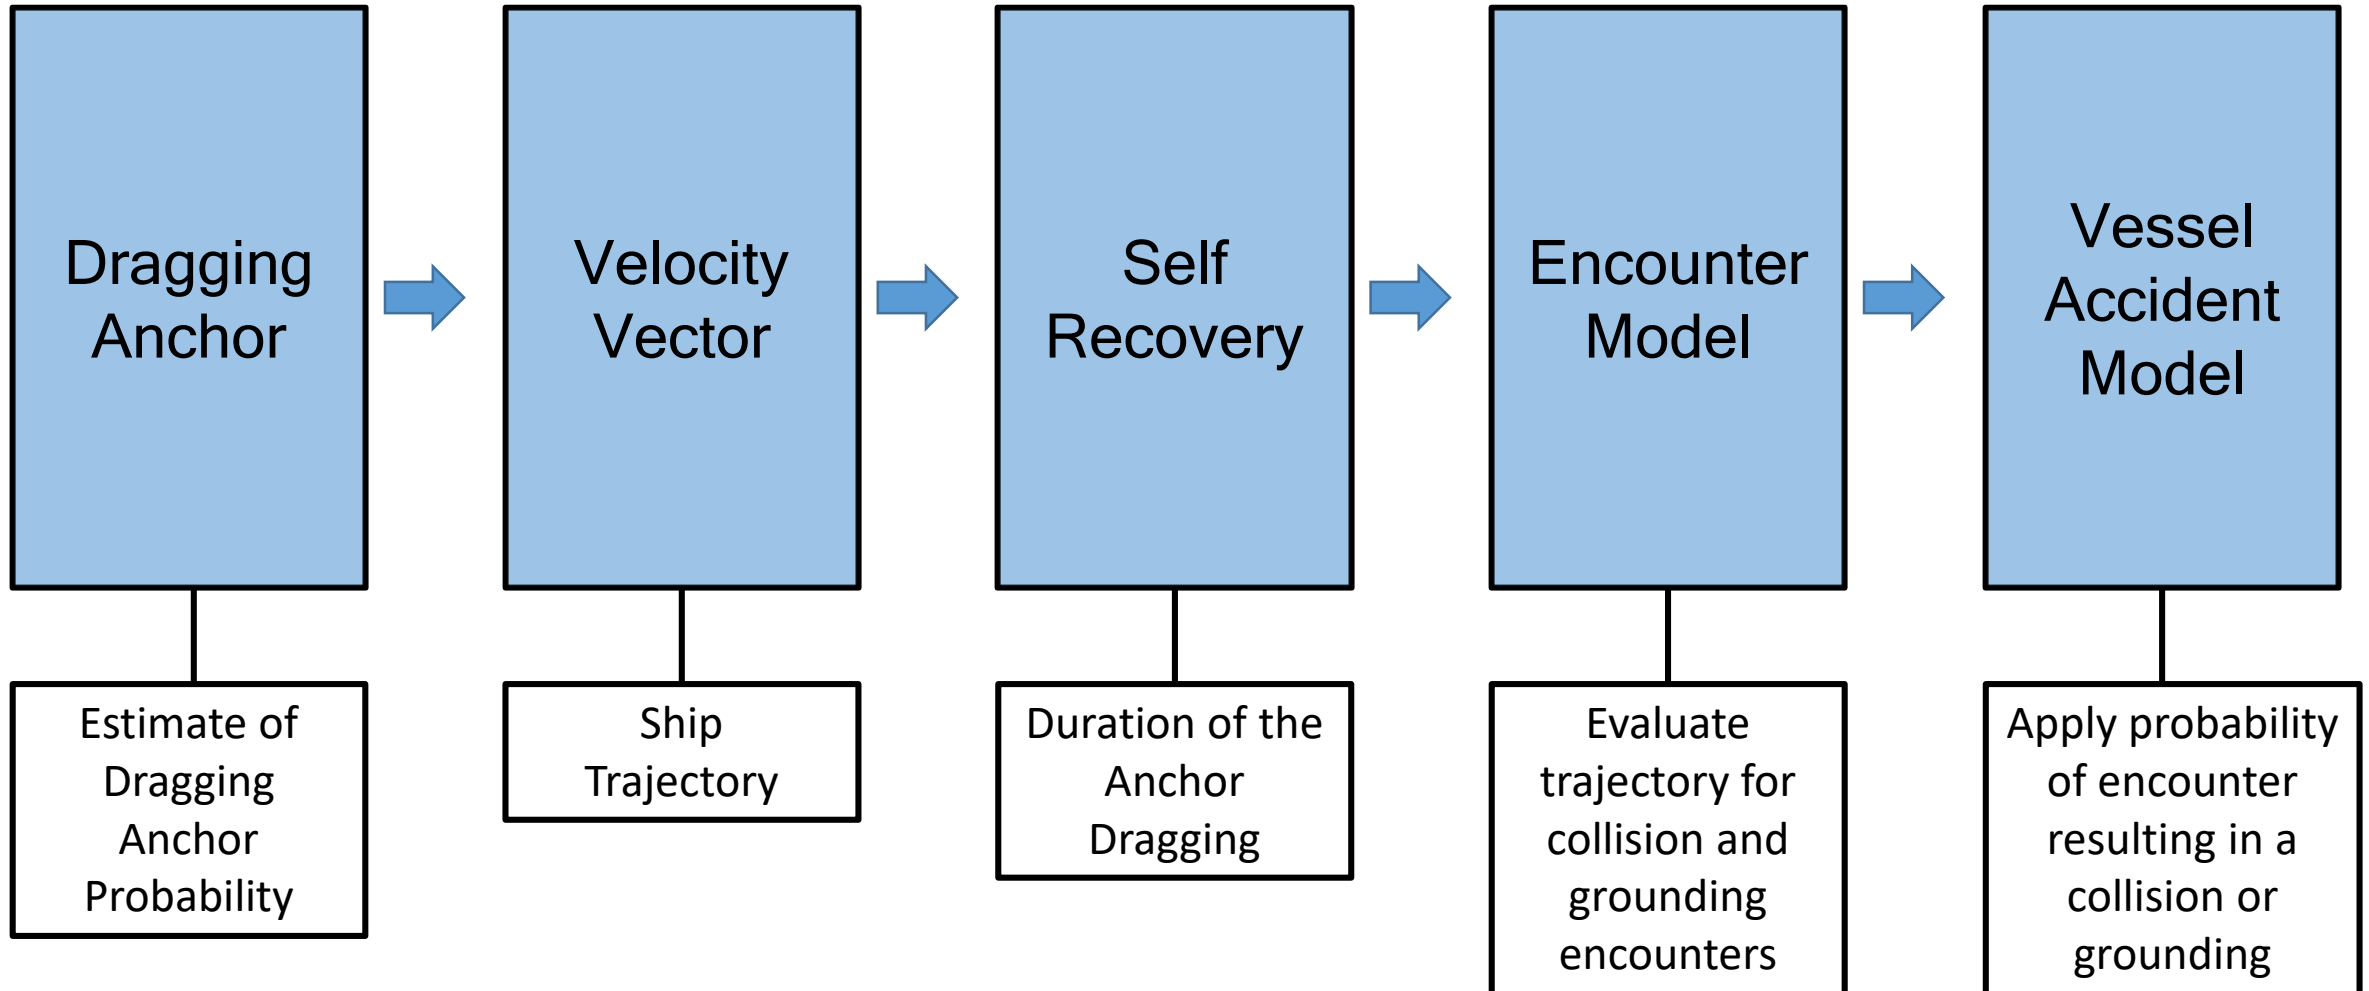 Dragging
Anchor
Velocity
Vector
Self
Recovery
Encounter
Model
Vessel
Accident
Model
Estimate of
Dragging
Anchor
Probability
Ship
Trajectory
Duration of the
Anchor
Dragging
Evaluate
trajectory for
collision and
grounding
encounters
Apply probability
of encounter
resulting in a
collision or
grounding